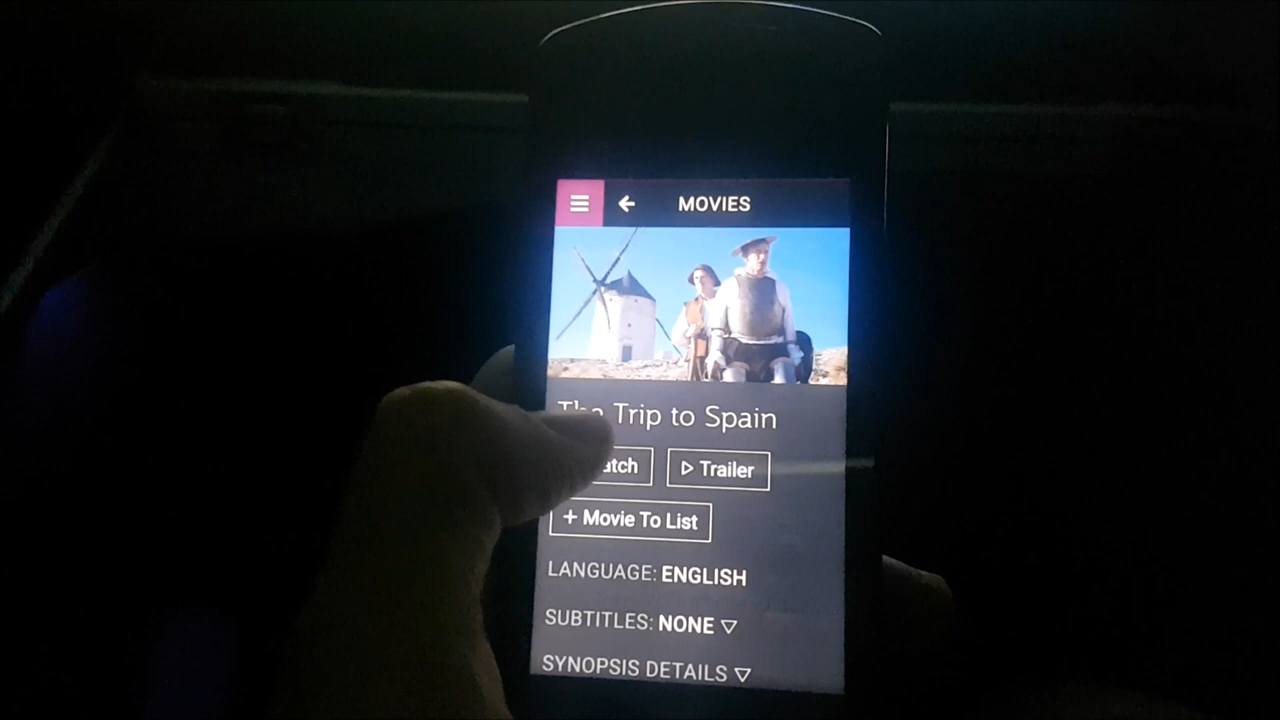 MOVIES
The Trip to Spain
atch
Trailer
+ Movie To List
LANGUAGE: ENGLISH
SUBTITLES: NONE
SYNOPSIS DETAILS